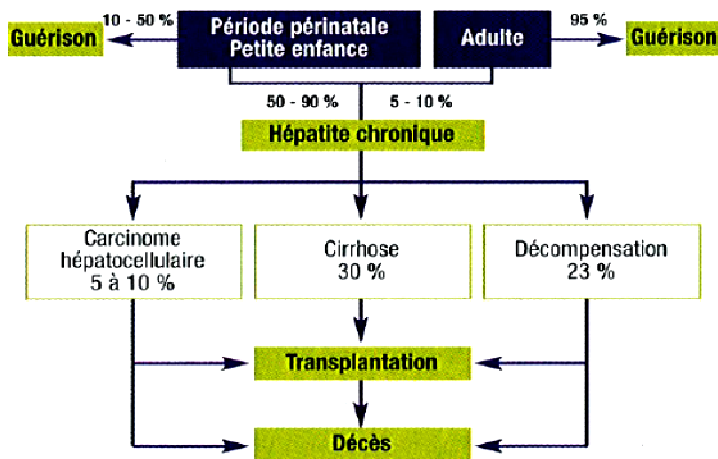 10 - 50 %
Période périnatale
Petite enfance
Adulte
95 %
Guérison
Guérison
50 - 90 %
5 - 10 %
Hépatite chronique
Carcinome
hépatocellulaire
5 à 10 %
Cirrhose
30 %
Décompensation
23 %
Transplantation
Décès